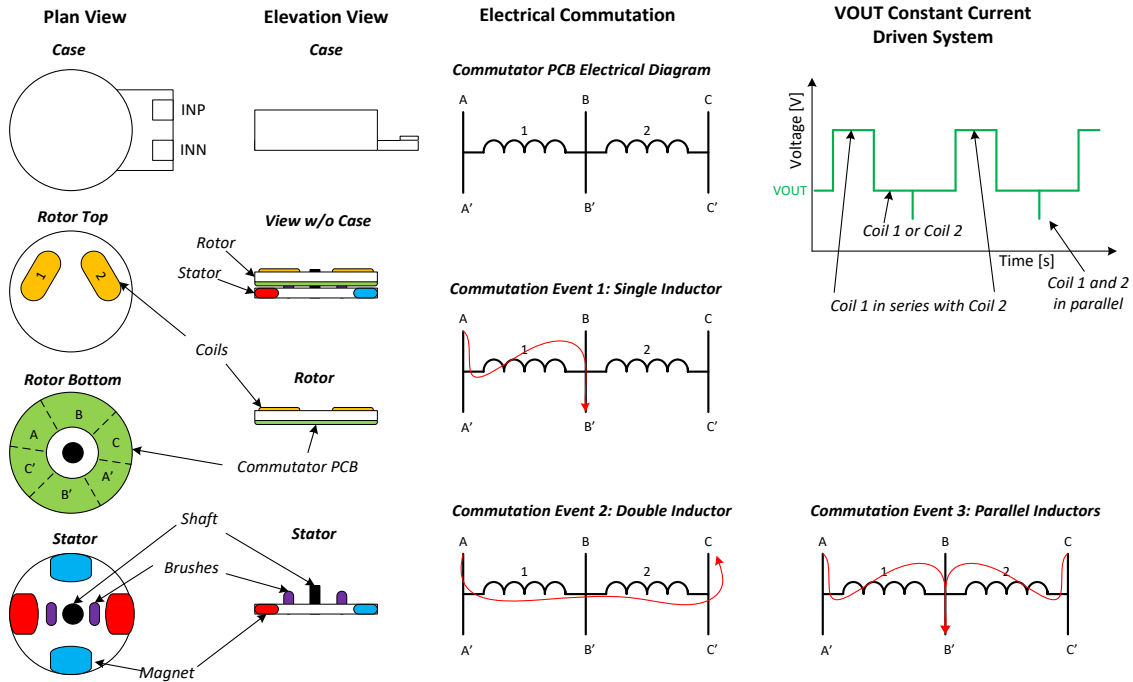 Plan View
Case
INP
INN
Rotor Top
1
2
Coils
Rotor Bottom
B
A
C
C'
A'
B'
Commutator PCB
Stator
Shaft
Brushes
Magnet
Elevation View
Case
View w/o Case
Rotor
Stator
Rotor
Stator
Electrical Commutation
Commutator PCB Electrical Diagram
A
B
C
1
2
A'
B'
C'
Commutation Event 1: Single Inductor
A
B
C
1
2
A'
B'
C'
Commutation Event 2: Double Inductor
A
B
C
1
2
A'
B'
C'
VOUT Constant Current
Driven System
Voltage [V]
VOUT
Coil 1 or Coil 2
Time [s]
Coil 1 in series with Coil 2
Coil 1 and 2
in parallel
Commutation Event 3: Parallel Inductors
A
B
C
1
2
A'
B'
C'